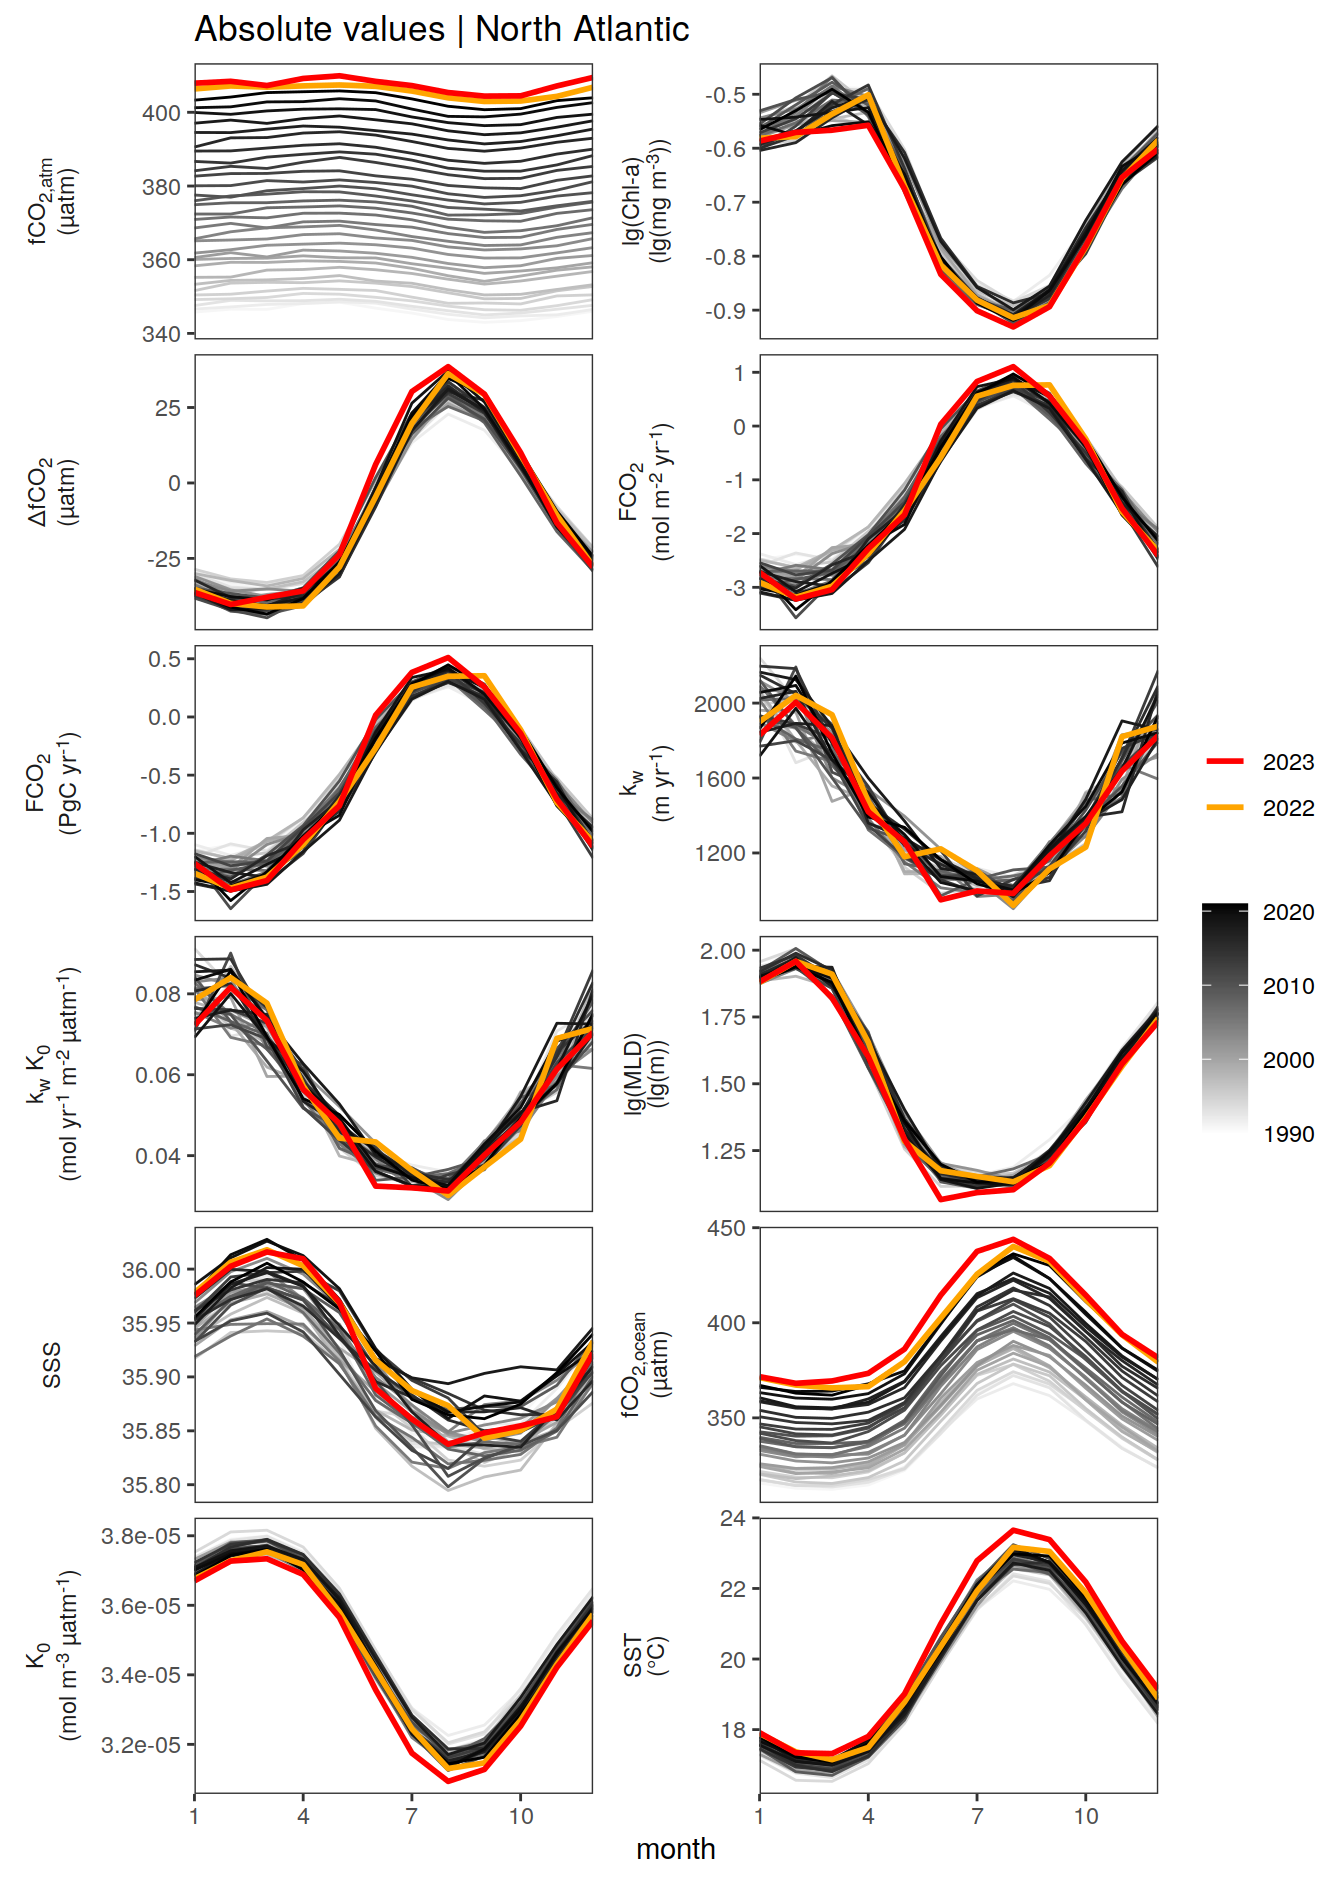 Absolute values | North Atlantic
fCO2,atm
(µatm)
400
380
360
340
lg(Chl-a)
(lg(mg m-3))
-0.5
-0.6
-0.7
-0.8
-0.9
ΔfCO2
(µatm)
25
0
-25
FCO2
(mol m-2 yr-1)
1
0
-1
-2
-3
FCO2
(PgC yr-1)
0.5
0.0
-0.5
-1.0
-1.5
kw
(m yr-1)
2000
1600
1200
kw K0
(mol yr-1 m-2 µatm-1)
0.08
0.06
0.04
lg(MLD)
(lg(m))
2.00
1.75
1.50
1.25
SSS
36.00
35.95
35.90
35.85
35.80
fCO2,ocean
(µatm)
450
400
350
K0
(mol m-3 µatm-1)
3.8e-05
3.6e-05
3.4e-05
3.2e-05
SST
(°C)
24
22
20
18
1 4 7 10
1 4 7 10
month
2023
2022
2020
2010
2000
1990